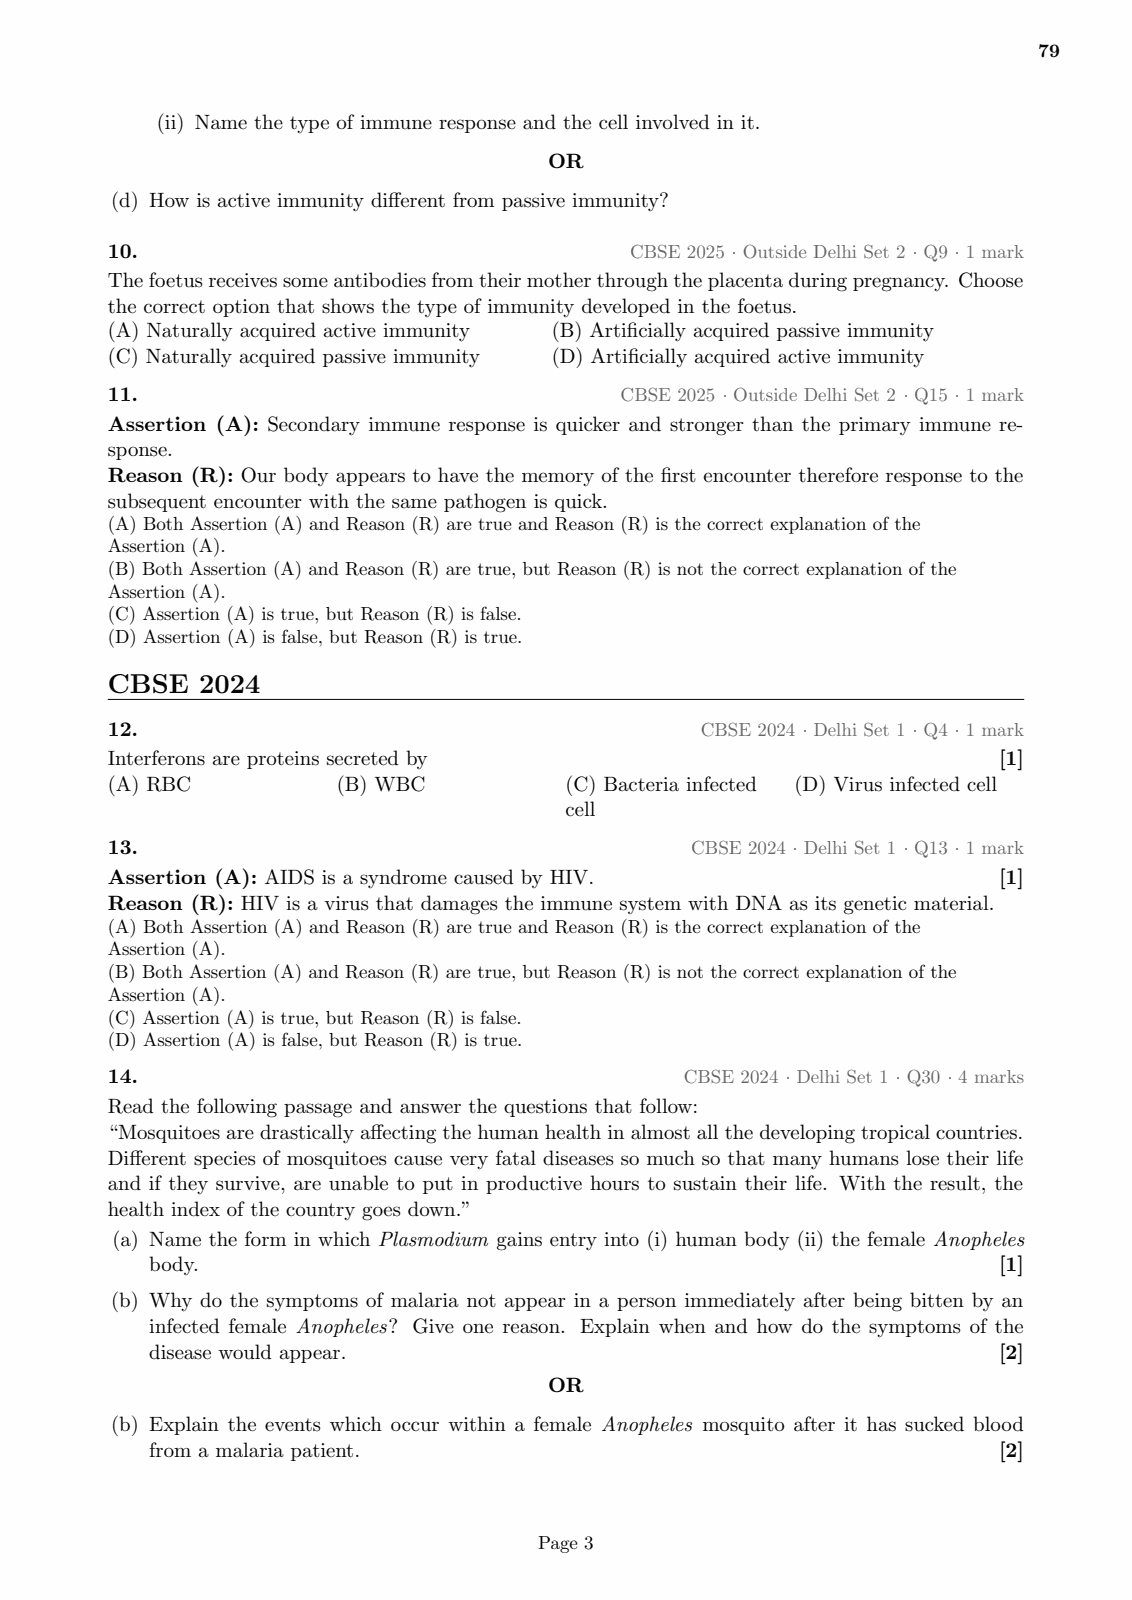 79
(ii) Name the type of immune response and the cell involved in it.
OR
(d) How is active immunity different from passive immunity?
10. CBSE 2025 · Outside Delhi Set 2 · Q9 · 1 mark
The foetus receives some antibodies from their mother through the placenta during pregnancy. Choose
the correct option that shows the type of immunity developed in the foetus.
(A) Naturally acquired active immunity (B) Artificially acquired passive immunity
(C) Naturally acquired passive immunity (D) Artificially acquired active immunity
11. CBSE 2025 · Outside Delhi Set 2 · Q15 · 1 mark
Assertion (A): Secondary immune response is quicker and stronger than the primary immune re-
sponse.
Reason (R): Our body appears to have the memory of the first encounter therefore response to the
subsequent encounter with the same pathogen is quick.
(A) Both Assertion (A) and Reason (R) are true and Reason (R) is the correct explanation of the
Assertion (A).
(B) Both Assertion (A) and Reason (R) are true, but Reason (R) is not the correct explanation of the
Assertion (A).
(C) Assertion (A) is true, but Reason (R) is false.
(D) Assertion (A) is false, but Reason (R) is true.
CBSE 2024
12. CBSE 2024 · Delhi Set 1 · Q4 · 1 mark
Interferons are proteins secreted by [1]
(A) RBC (B) WBC (C) Bacteria infected (D) Virus infected cell
cell
13. CBSE 2024 · Delhi Set 1 · Q13 · 1 mark
Assertion (A): AIDS is a syndrome caused by HIV. [1]
Reason (R): HIV is a virus that damages the immune system with DNA as its genetic material.
(A) Both Assertion (A) and Reason (R) are true and Reason (R) is the correct explanation of the
Assertion (A).
(B) Both Assertion (A) and Reason (R) are true, but Reason (R) is not the correct explanation of the
Assertion (A).
(C) Assertion (A) is true, but Reason (R) is false.
(D) Assertion (A) is false, but Reason (R) is true.
14. CBSE 2024 · Delhi Set 1 · Q30 · 4 marks
Read the following passage and answer the questions that follow:
“Mosquitoes are drastically affecting the human health in almost all the developing tropical countries.
Different species of mosquitoes cause very fatal diseases so much so that many humans lose their life
and if they survive, are unable to put in productive hours to sustain their life. With the result, the
health index of the country goes down.”
(a) Name the form in which Plasmodium gains entry into (i) human body (ii) the female Anopheles
body. [1]
(b) Why do the symptoms of malaria not appear in a person immediately after being bitten by an
infected female Anopheles? Give one reason. Explain when and how do the symptoms of the
disease would appear. [2]
OR
(b) Explain the events which occur within a female Anopheles mosquito after it has sucked blood
from a malaria patient. [2]
Page 3